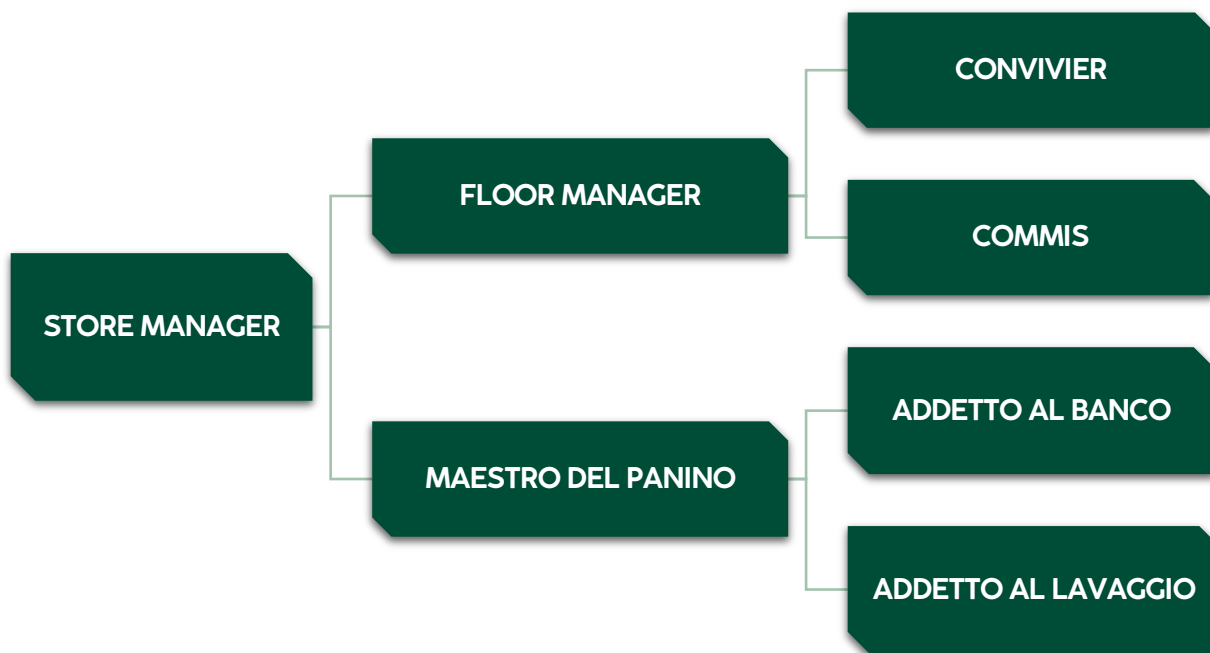 STORE MANAGER
FLOOR MANAGER
CONVIVIER
COMMIS
MAESTRO DEL PANINO
ADDETTO AL BANCO
ADDETTO AL LAVAGGIO